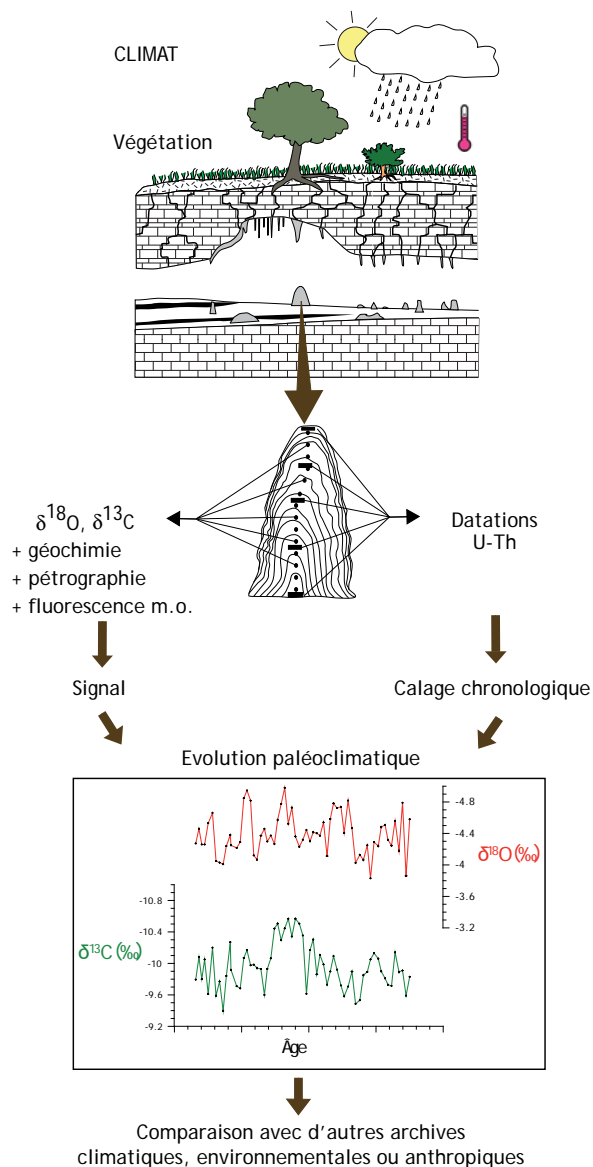 CLIMAT
Végétation
δ18O, δ13C
+ géochimie
+ pétrographie
+ fluorescence m.o.
Datations
U-Th
Signal
Calage chronologique
Evolution paléoclimatique
-4.8
-4.4
-4
-3.6
-3.2
δ18O(‰)
-10.8
-10.4
-10
-9.6
-9.2
δ13C(‰)
Âge
Comparaison avec d'autres archives
climatiques, environnementales ou anthropiques